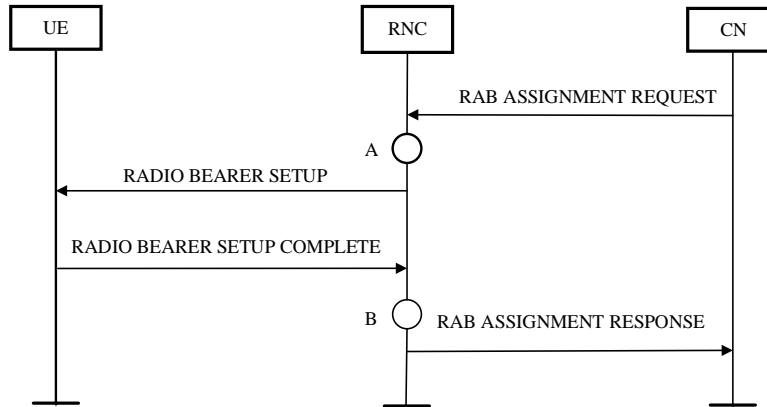 UE
RNC
CN
RAB ASSIGNMENT REQUEST
A
RADIO BEARER SETUP
RADIO BEARER SETUP COMPLETE
B
RAB ASSIGNMENT RESPONSE